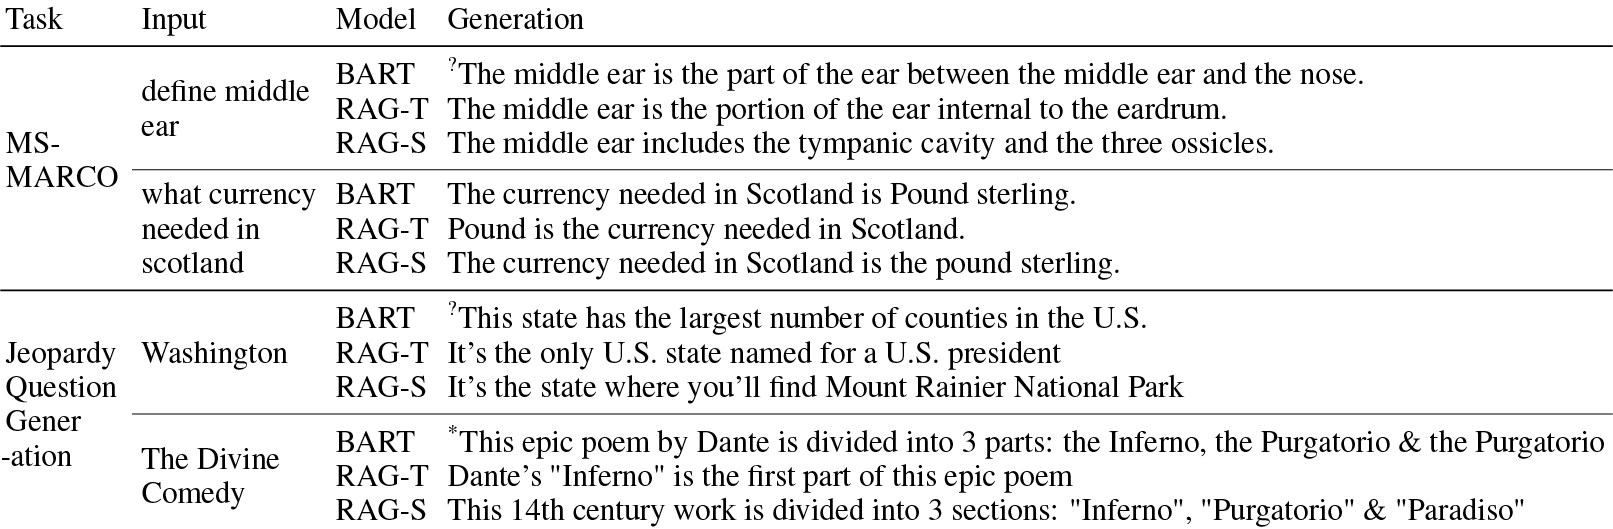 Task Input Model Generation
MS-
MARCO
define middle
ear
BART ?The middle ear is the part of the ear between the middle ear and the nose.
RAG-T The middle ear is the portion of the ear internal to the eardrum.
RAG-S The middle ear includes the tympanic cavity and the three ossicles.
what currency
needed in
scotland
BART The currency needed in Scotland is Pound sterling.
RAG-T Pound is the currency needed in Scotland.
RAG-S The currency needed in Scotland is the pound sterling.
Jeopardy
Question
Gener
-ation
Washington
BART ?This state has the largest number of counties in the U.S.
RAG-T It's the only U.S. state named for a U.S. president
RAG-S It's the state where you'll find Mount Rainier National Park
The Divine
Comedy
BART *This epic poem by Dante is divided into 3 parts: the Inferno, the Purgatorio & the Purgatorio
RAG-T Dante's "Inferno" is the first part of this epic poem
RAG-S This 14th century work is divided into 3 sections: "Inferno", "Purgatorio" & "Paradiso"